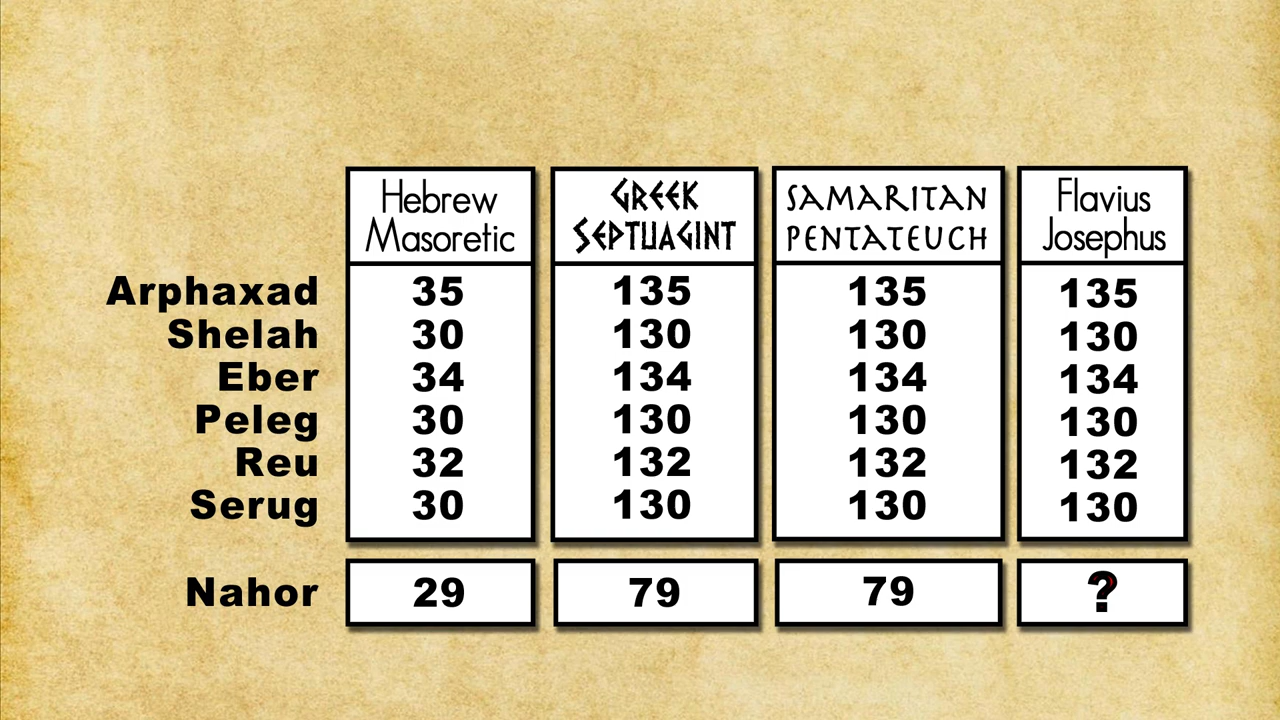 Hebrew
Masoretic
GREEK
SEPTUAGINT
SAMARITAN
PENTATEUCH
Flavius
Josephus
Arphaxad 35 135 135 135
Shelah 30 130 130 130
Eber 34 134 134 134
Peleg 30 130 130 130
Reu 32 132 132 132
Serug 30 130 130 130
Nahor 29 79 79 ?